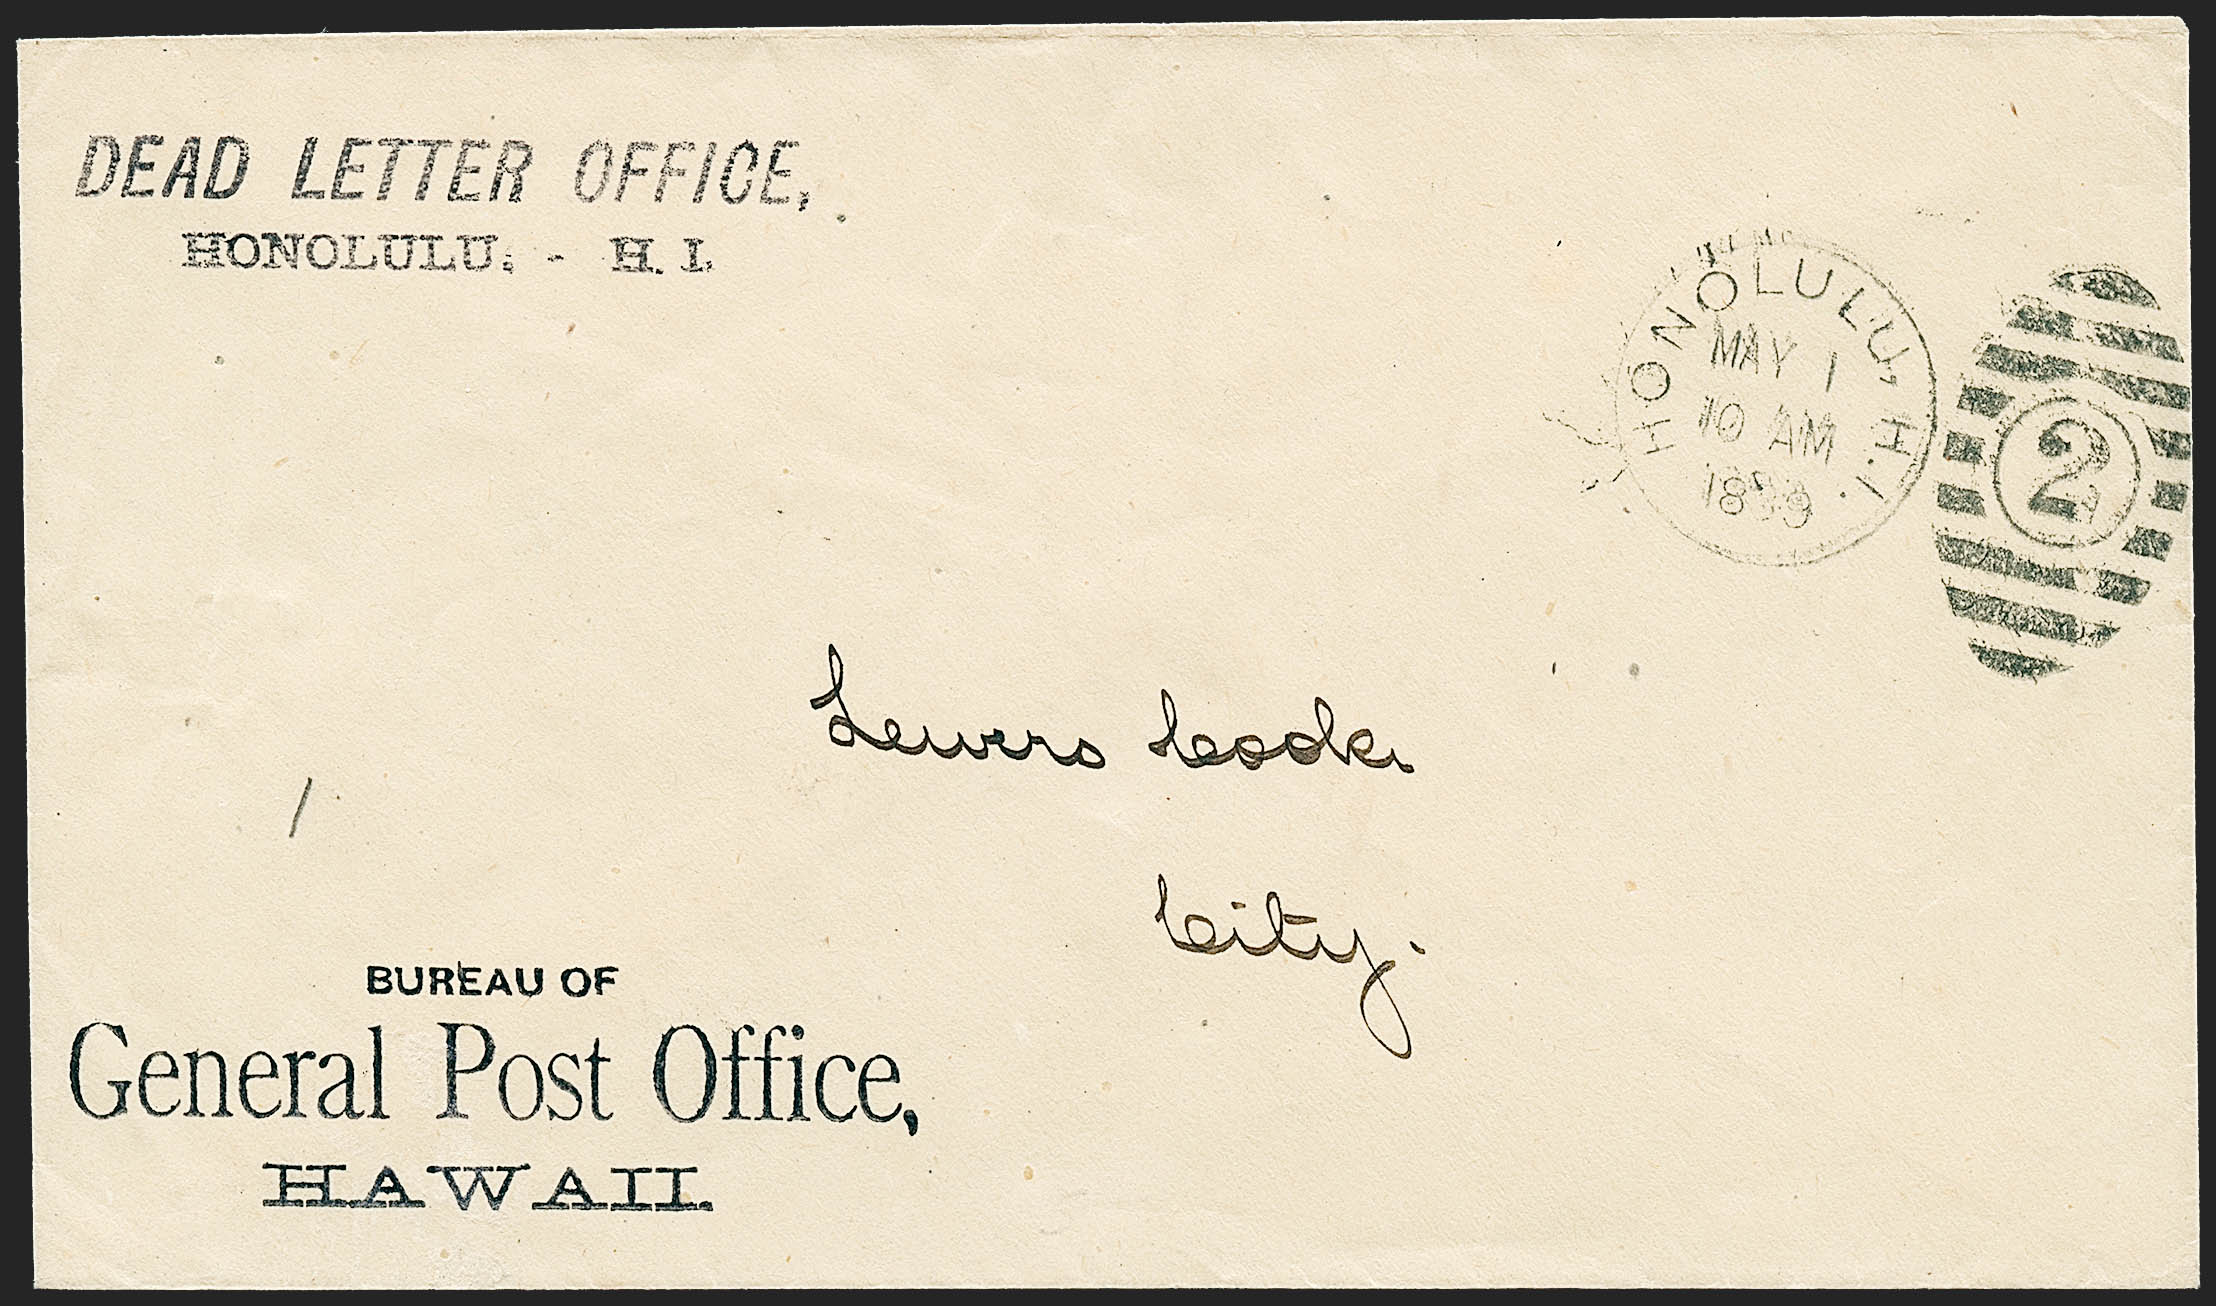 DEAD LETTER OFFICE,
HONOLULU. - H. I.
HONOLULU, H.I.
MAY 1
10 AM
1899
2
Lewers Cooke
City.
BUREAU OF
General Post Office,
HAWAII.